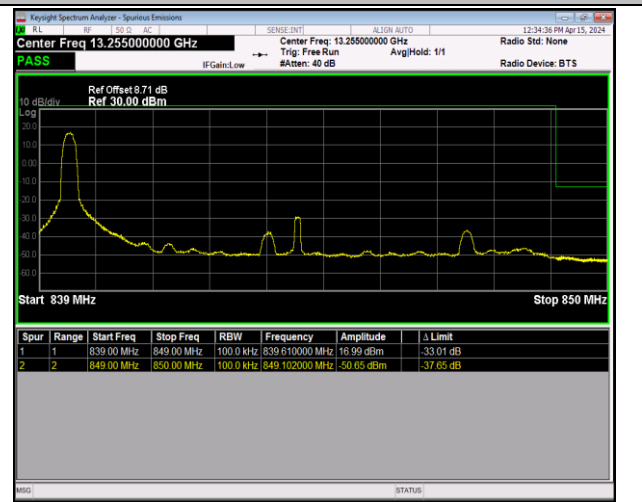 Keysight Spectrum Analyzer - Spurious Emissions
RL RF 50 Ω AC SENSE:INT ALIGN AUTO 12:34:36 PM Apr 15, 2024
Center Freq 13.255000000 GHz Center Freq: 13.255000000 GHz Radio Std: None
Trig: Free Run Avg|Hold: 1/1
PASS IFGain:Low #Atten: 40 dB Radio Device: BTS
Ref Offset 8.71 dB
10 dB/div Ref 30.00 dBm
Log
20.0
10.0
0.00
-10.0
-20.0
-30.0
-40.0
-50.0
-60.0
Start 839 MHz Stop 850 MHz
Spur Range Start Freq Stop Freq RBW Frequency Amplitude Δ Limit
1 1 839.00 MHz 849.00 MHz 100.0 kHz 839.610000 MHz 16.99 dBm -33.01 dB
2 2 849.00 MHz 850.00 MHz 100.0 kHz 849.102000 MHz -50.65 dBm -37.65 dB
MSG STATUS